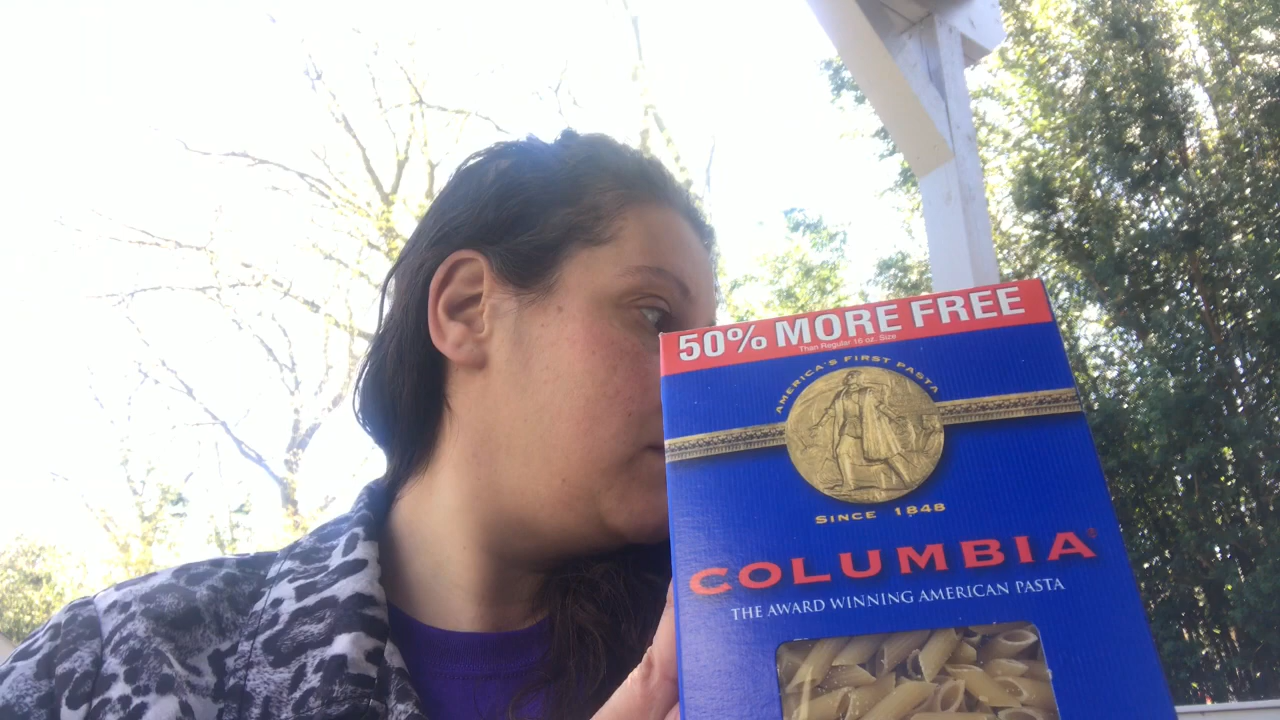 50% MORE FREE
Than Regular 16 oz. Size
AMERICA'S FIRST PASTA
SINCE 1848
COLUMBIA®
THE AWARD WINNING AMERICAN PASTA